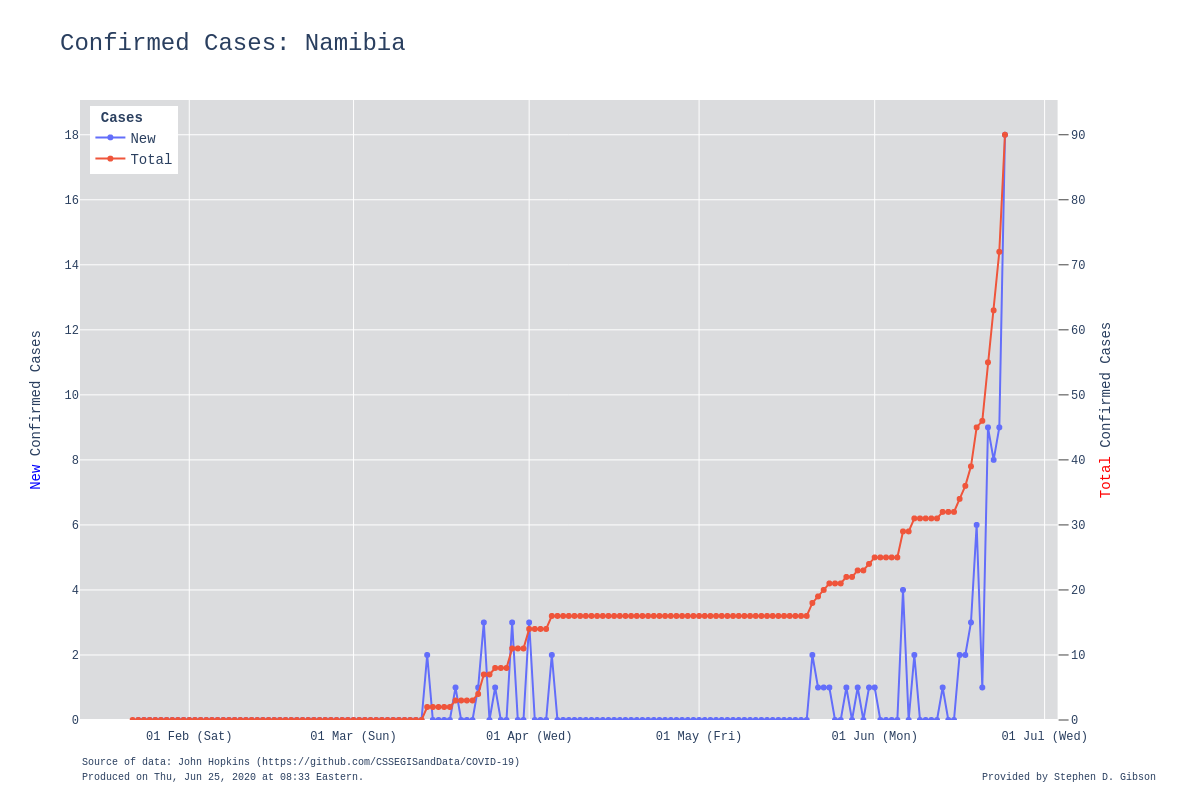 Confirmed Cases: Namibia
Cases
New
Total
18
16
14
12
10
8
6
4
2
0
90
80
70
60
50
40
30
20
10
0
New Confirmed Cases
Total Confirmed Cases
01 Feb (Sat)
01 Mar (Sun)
01 Apr (Wed)
01 May (Fri)
01 Jun (Mon)
01 Jul (Wed)
Source of data: John Hopkins (https://github.com/CSSEGISandData/COVID-19)
Produced on Thu, Jun 25, 2020 at 08:33 Eastern.
Provided by Stephen D. Gibson